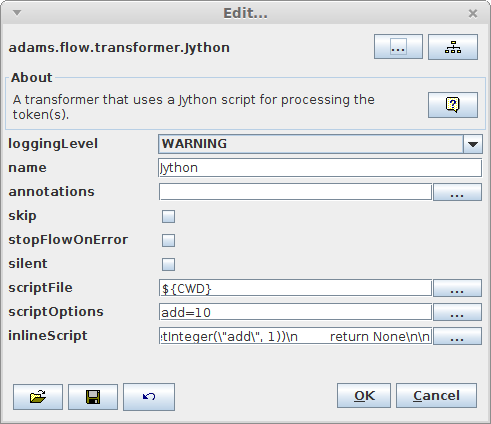 Edit...
adams.flow.transformer.Jython
...
About
A transformer that uses a Jython script for processing the
token(s).
loggingLevel WARNING
name Jython
annotations ...
skip
stopFlowOnError
silent
scriptFile ${CWD} ...
scriptOptions add=10 ...
inlineScript tInteger(\"add\", 1))\n        return None\n\n ...
OK Cancel